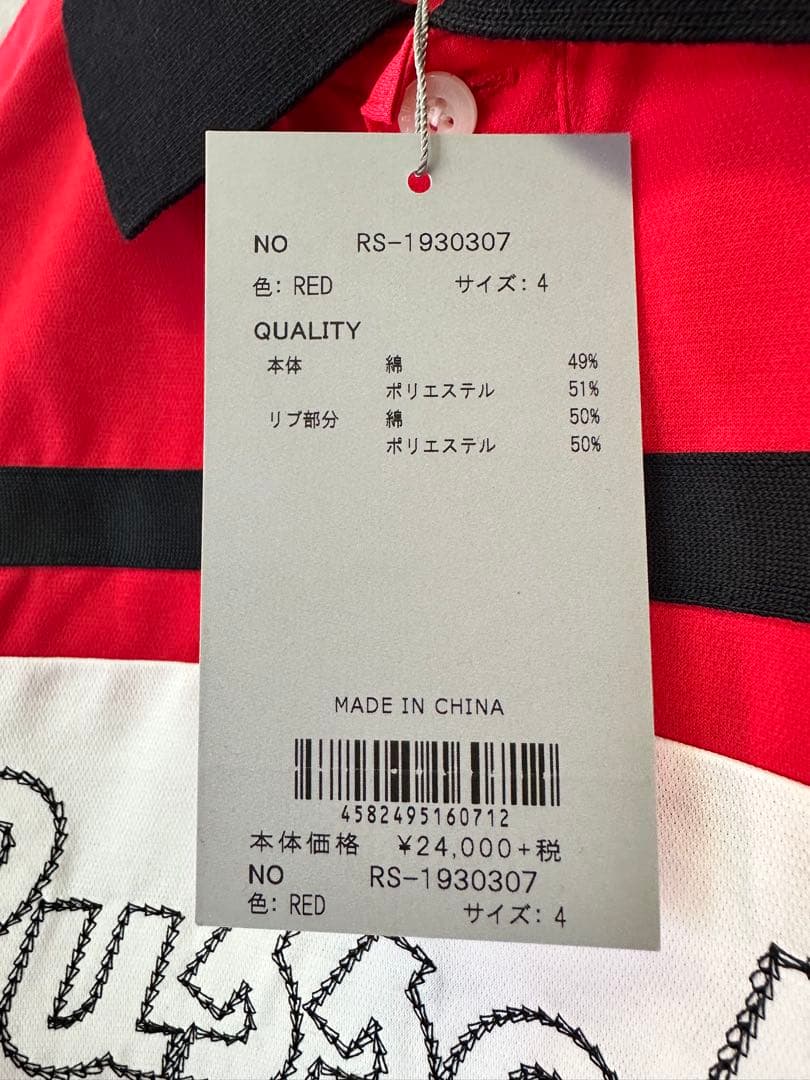 NO RS-1930307
色: RED サイズ: 4
QUALITY
本体 綿 49%
ポリエステル 51%
リブ部分 綿 50%
ポリエステル 50%
MADE IN CHINA
4582495160712
本体価格 ¥24,000+税
NO RS-1930307
色: RED サイズ: 4